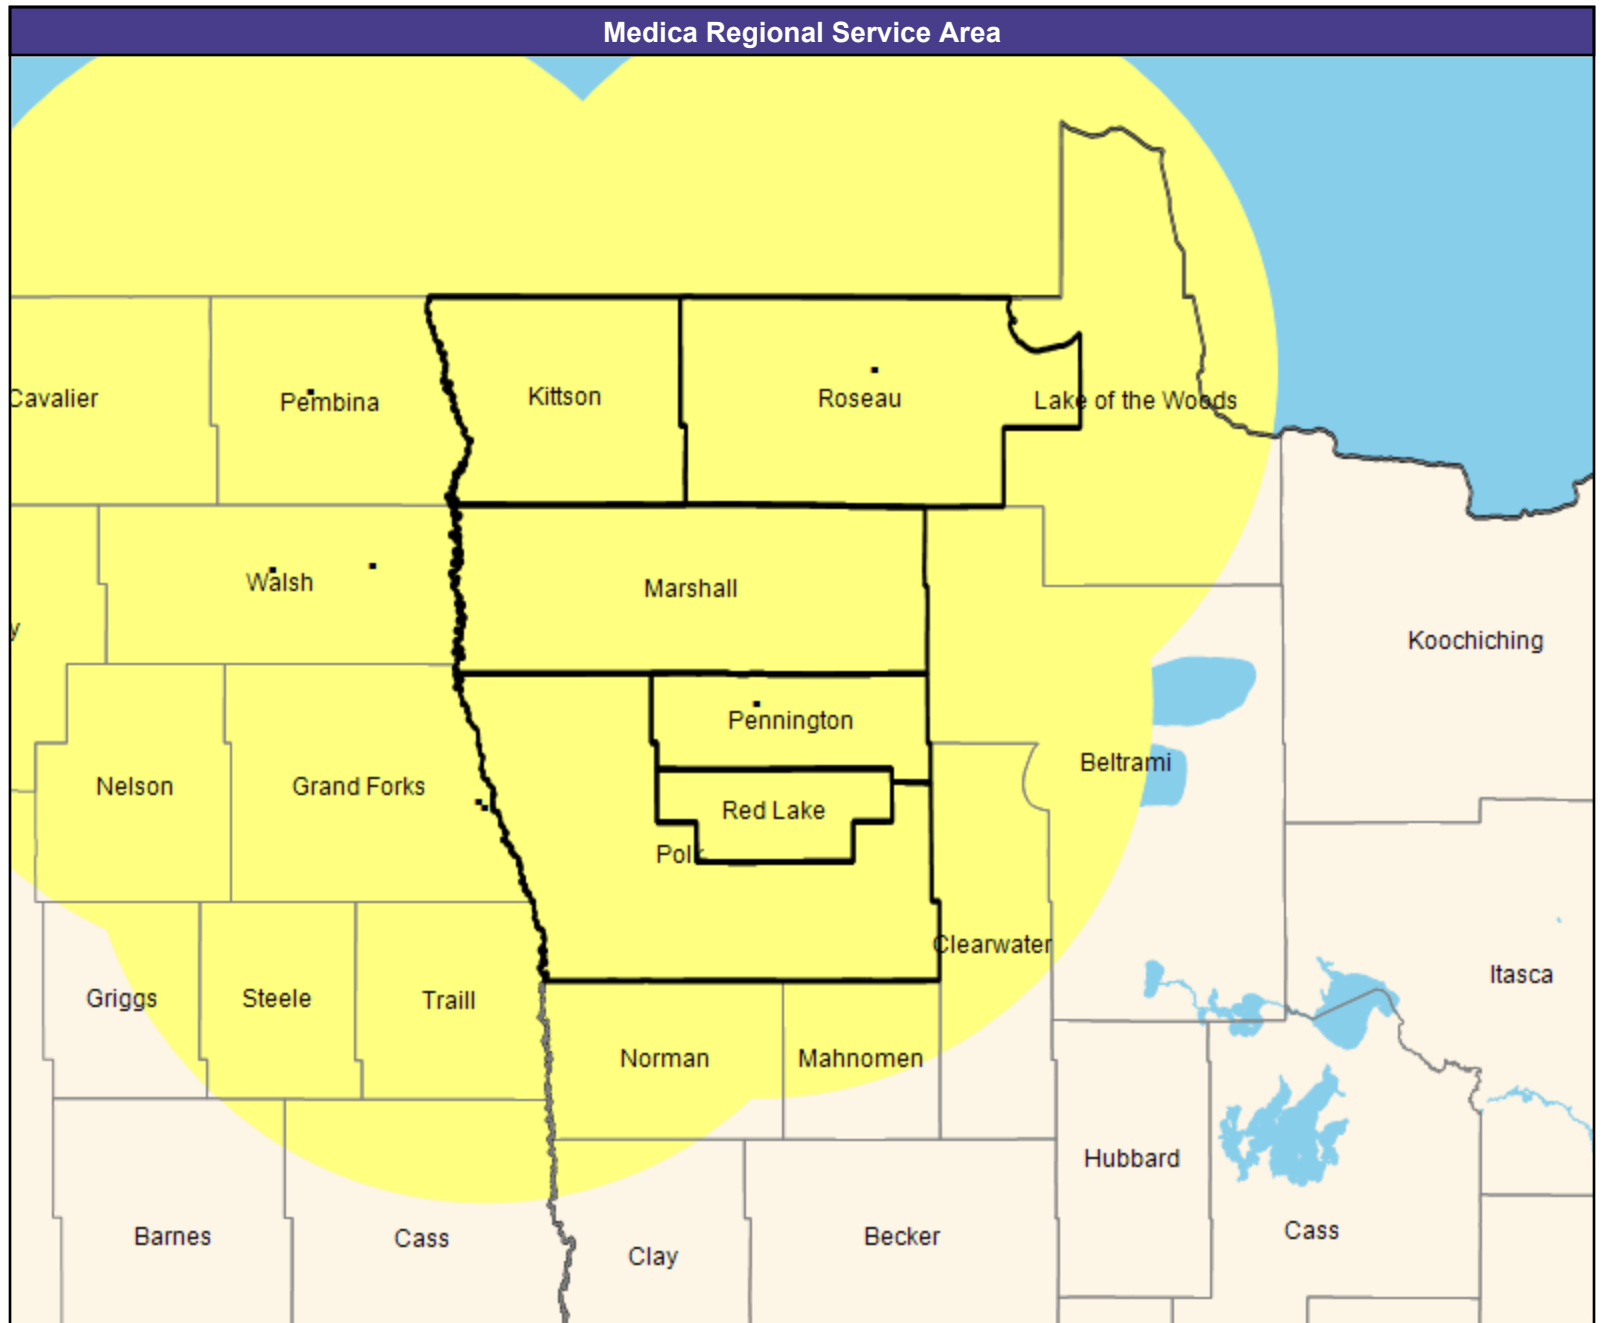 Medica Regional Service Area
Cavalier
Pembina
Kittson
Roseau
Lake of the Woods
Walsh
Marshall
y
Koochiching
Pennington
Beltrami
Nelson
Grand Forks
Red Lake
Polk
Clearwater
Griggs
Steele
Traill
Itasca
Norman
Mahnomen
Hubbard
Barnes
Cass
Clay
Becker
Cass